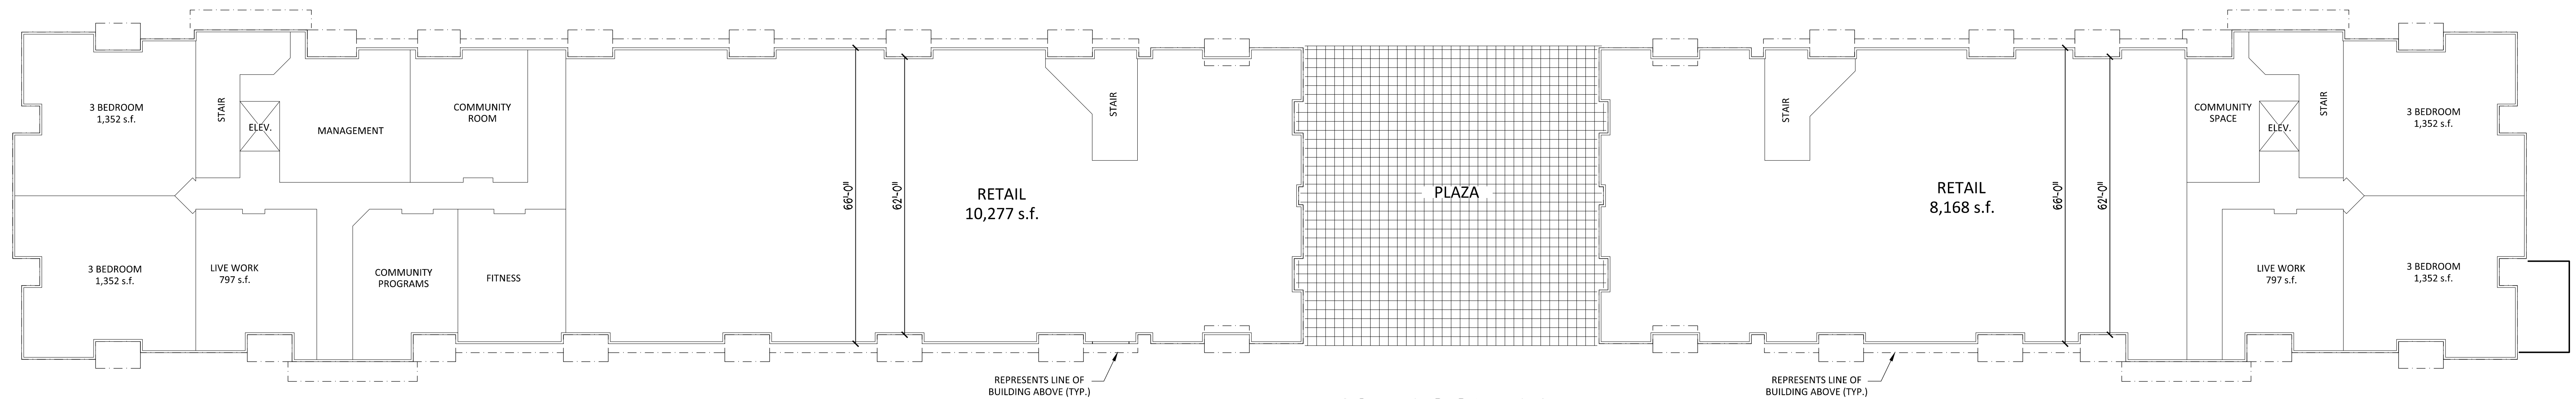 3 BEDROOM
1,352 s.f.
STAIR
ELEV.
MANAGEMENT
COMMUNITY
ROOM
3 BEDROOM
1,352 s.f.
LIVE WORK
797 s.f.
COMMUNITY
PROGRAMS
FITNESS
66'-0"
62'-0"
RETAIL
10,277 s.f.
STAIR
REPRESENTS LINE OF
BUILDING ABOVE (TYP.)
PLAZA
STAIR
RETAIL
8,168 s.f.
66'-0"
62'-0"
REPRESENTS LINE OF
BUILDING ABOVE (TYP.)
COMMUNITY
SPACE
ELEV.
STAIR
3 BEDROOM
1,352 s.f.
LIVE WORK
797 s.f.
3 BEDROOM
1,352 s.f.